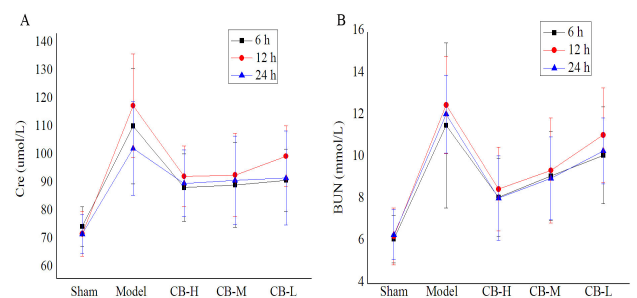 A
140
130
120
110
100
90
80
70
60
Cre (umol/L)
6 h
12 h
24 h
Sham Model CB-H CB-M CB-L
B
16
14
12
10
8
6
4
BUN (mmol/L)
6 h
12 h
24 h
Sham Model CB-H CB-M CB-L